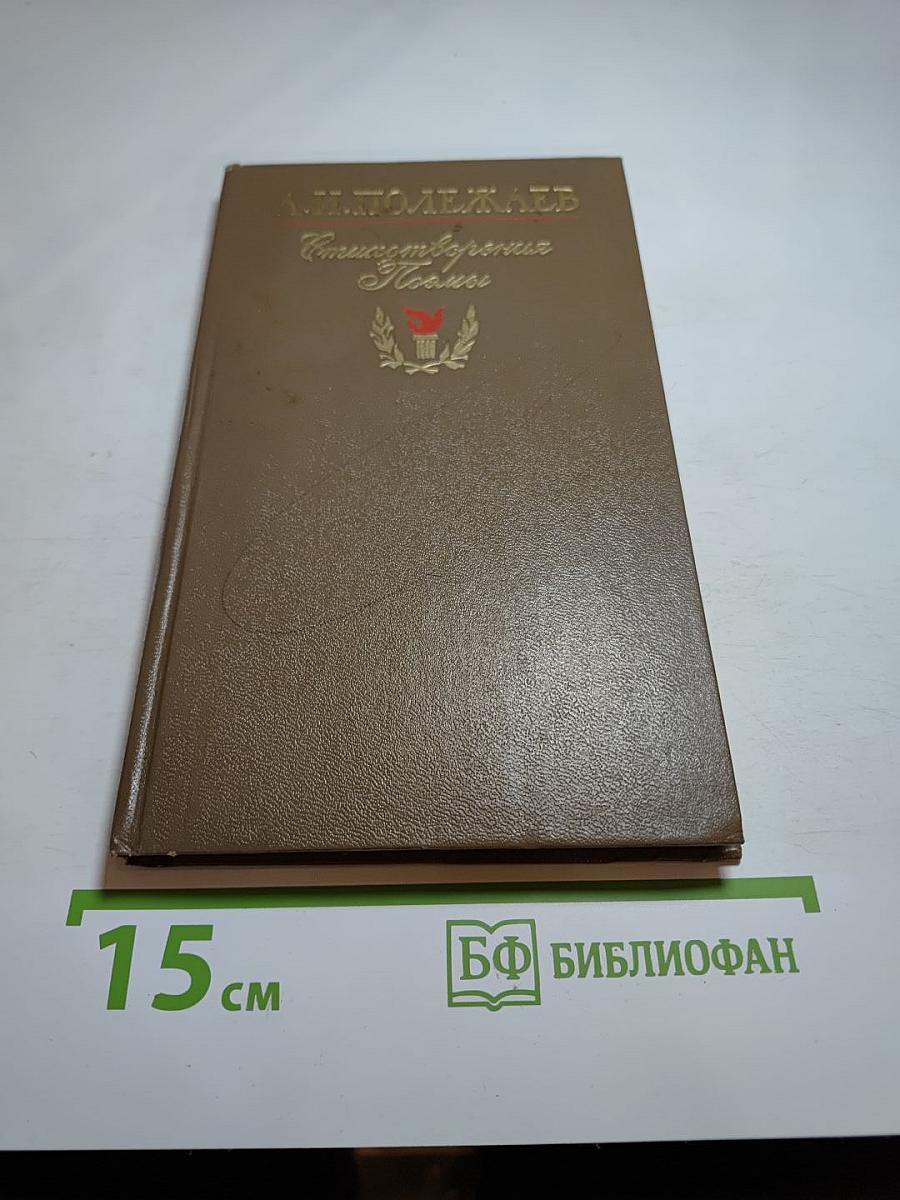 А.И.ПОЛЕЖАЕВ
Стихотворения
Поэмы
15 см
БФ БИБЛИОФАН